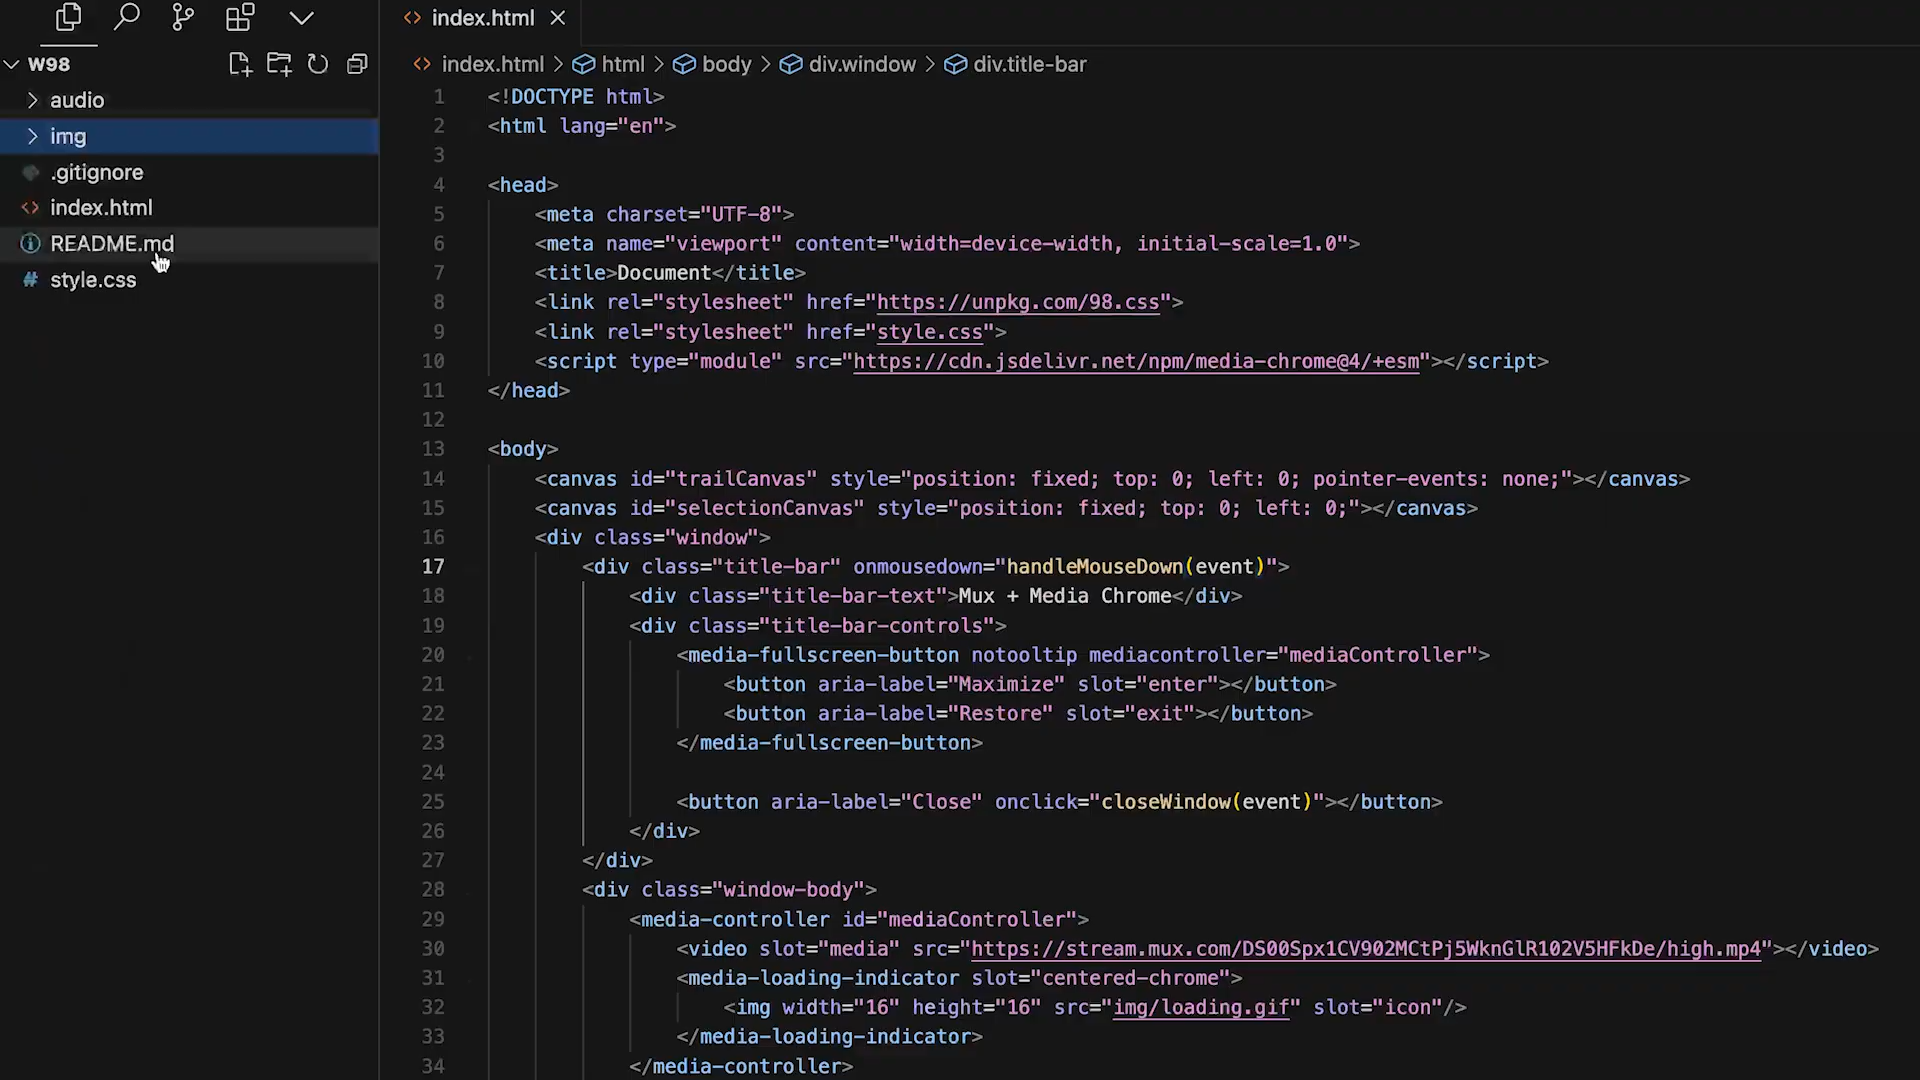 index.html
W98
audio
img
.gitignore
index.html
README.md
style.css
index.html > html > body > div.window > div.title-bar
1 <!DOCTYPE html>
2 <html lang="en">
3
4 <head>
5 <meta charset="UTF-8">
6 <meta name="viewport" content="width=device-width, initial-scale=1.0">
7 <title>Document</title>
8 <link rel="stylesheet" href="https://unpkg.com/98.css">
9 <link rel="stylesheet" href="style.css">
10 <script type="module" src="https://cdn.jsdelivr.net/npm/media-chrome@4/+esm"></script>
11 </head>
12
13 <body>
14 <canvas id="trailCanvas" style="position: fixed; top: 0; left: 0; pointer-events: none;"></canvas>
15 <canvas id="selectionCanvas" style="position: fixed; top: 0; left: 0;"></canvas>
16 <div class="window">
17 <div class="title-bar" onmousedown="handleMouseDown(event)">
18 <div class="title-bar-text">Mux + Media Chrome</div>
19 <div class="title-bar-controls">
20 <media-fullscreen-button notooltip mediacontroller="mediaController">
21 <button aria-label="Maximize" slot="enter"></button>
22 <button aria-label="Restore" slot="exit"></button>
23 </media-fullscreen-button>
24
25 <button aria-label="Close" onclick="closeWindow(event)"></button>
26 </div>
27 </div>
28 <div class="window-body">
29 <media-controller id="mediaController">
30 <video slot="media" src="https://stream.mux.com/DS00Spx1CV902MCtPj5WknGlR102V5HFkDe/high.mp4"></video>
31 <media-loading-indicator slot="centered-chrome">
32 <img width="16" height="16" src="img/loading.gif" slot="icon"/>
33 </media-loading-indicator>
34 </media-controller>